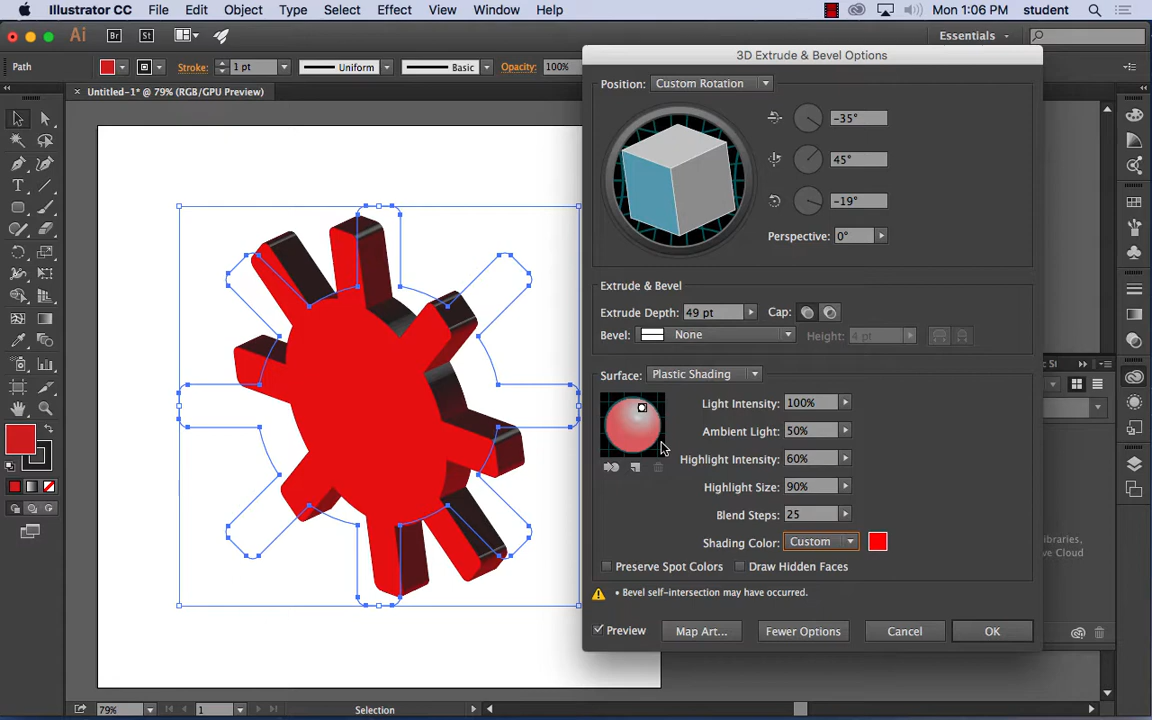 Illustrator CC File Edit Object Type Select Effect View Window Help Mon 1:06 PM student
Ai Br St Essentials
Path Stroke: 1 pt Uniform Basic Opacity: 100%
× Untitled-1* @ 79% (RGB/GPU Preview)
3D Extrude & Bevel Options
Position: Custom Rotation
-35°
45°
-19°
Perspective: 0°
Extrude & Bevel
Extrude Depth: 49 pt Cap:
Bevel: None Height: 4 pt
Surface: Plastic Shading
Light Intensity: 100%
Ambient Light: 50%
Highlight Intensity: 60%
Highlight Size: 90%
Blend Steps: 25
Shading Color: Custom
Preserve Spot Colors Draw Hidden Faces
• Bevel self-intersection may have occurred.
Preview Map Art... Fewer Options Cancel OK
ibraries,
ve Cloud
79% 1 Selection